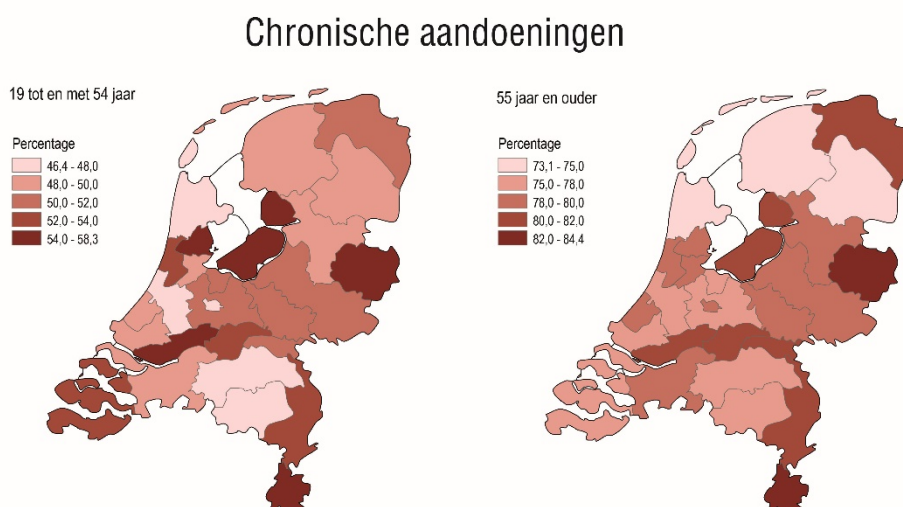 Chronische aandoeningen
19 tot en met 54 jaar
Percentage
46,4 - 48,0
48,0 - 50,0
50,0 - 52,0
52,0 - 54,0
54,0 - 58,3
55 jaar en ouder
Percentage
73,1 - 75,0
75,0 - 78,0
78,0 - 80,0
80,0 - 82,0
82,0 - 84,4